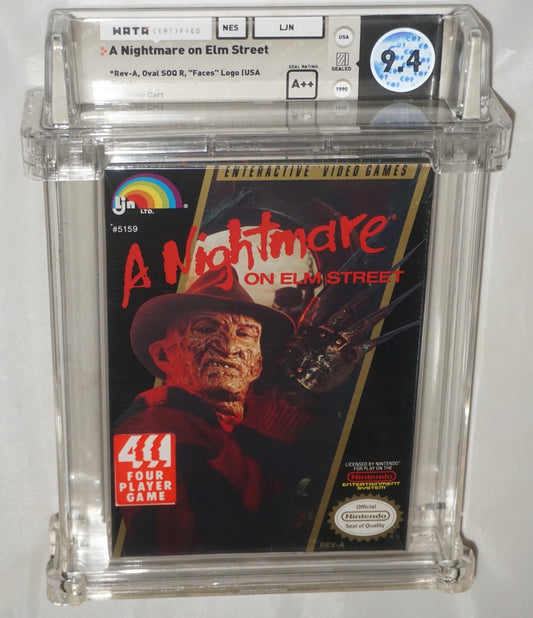 WATA CERTIFIED NES LJN
A Nightmare on Elm Street
USA
*Rev-A, Oval SOQ R, "Faces" Logo (USA
Cart
SEAL RATING
A++
SEALED
1990
9.4
ENTERACTIVE VIDEO GAMES
ljn LTD.
#5159
A Nightmare™
ON ELM STREET
4
FOUR
PLAYER
GAME
LICENSED BY NINTENDO®
FOR PLAY ON THE
Nintendo
ENTERTAINMENT
SYSTEM®
Official
Nintendo
Seal of Quality
REV-A